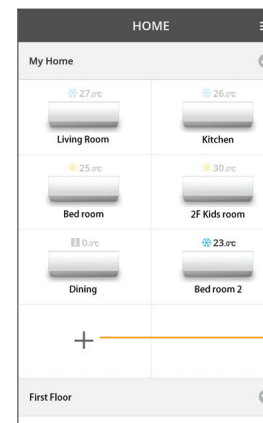 HOME
My Home
27.0℃ 26.0℃
Living Room Kitchen
25.0℃ 30.0℃
Bed room 2F Kids room
0.0℃ 23.0℃
Dining Bed room 2
First Floor